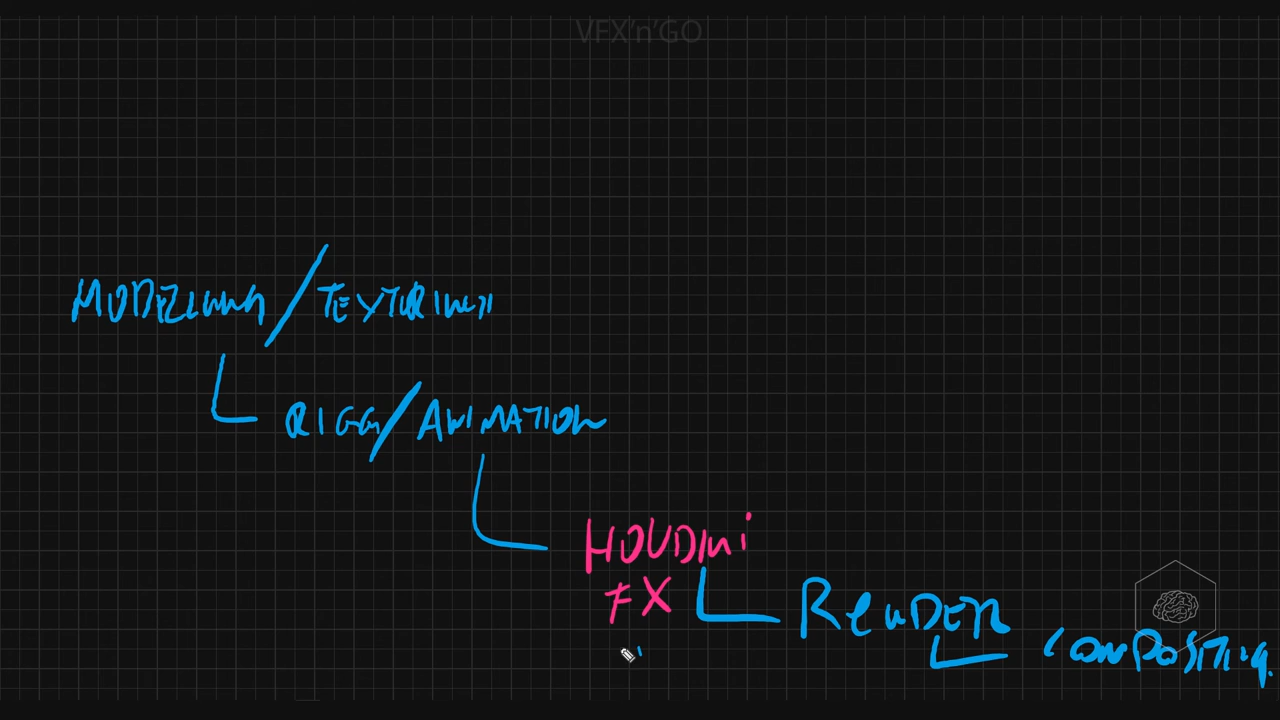 VFX'n'GO
MODELING/TEXTURING
RIGG/ANIMATION
HOUDINI
FX
RENDER
COMPOSITING